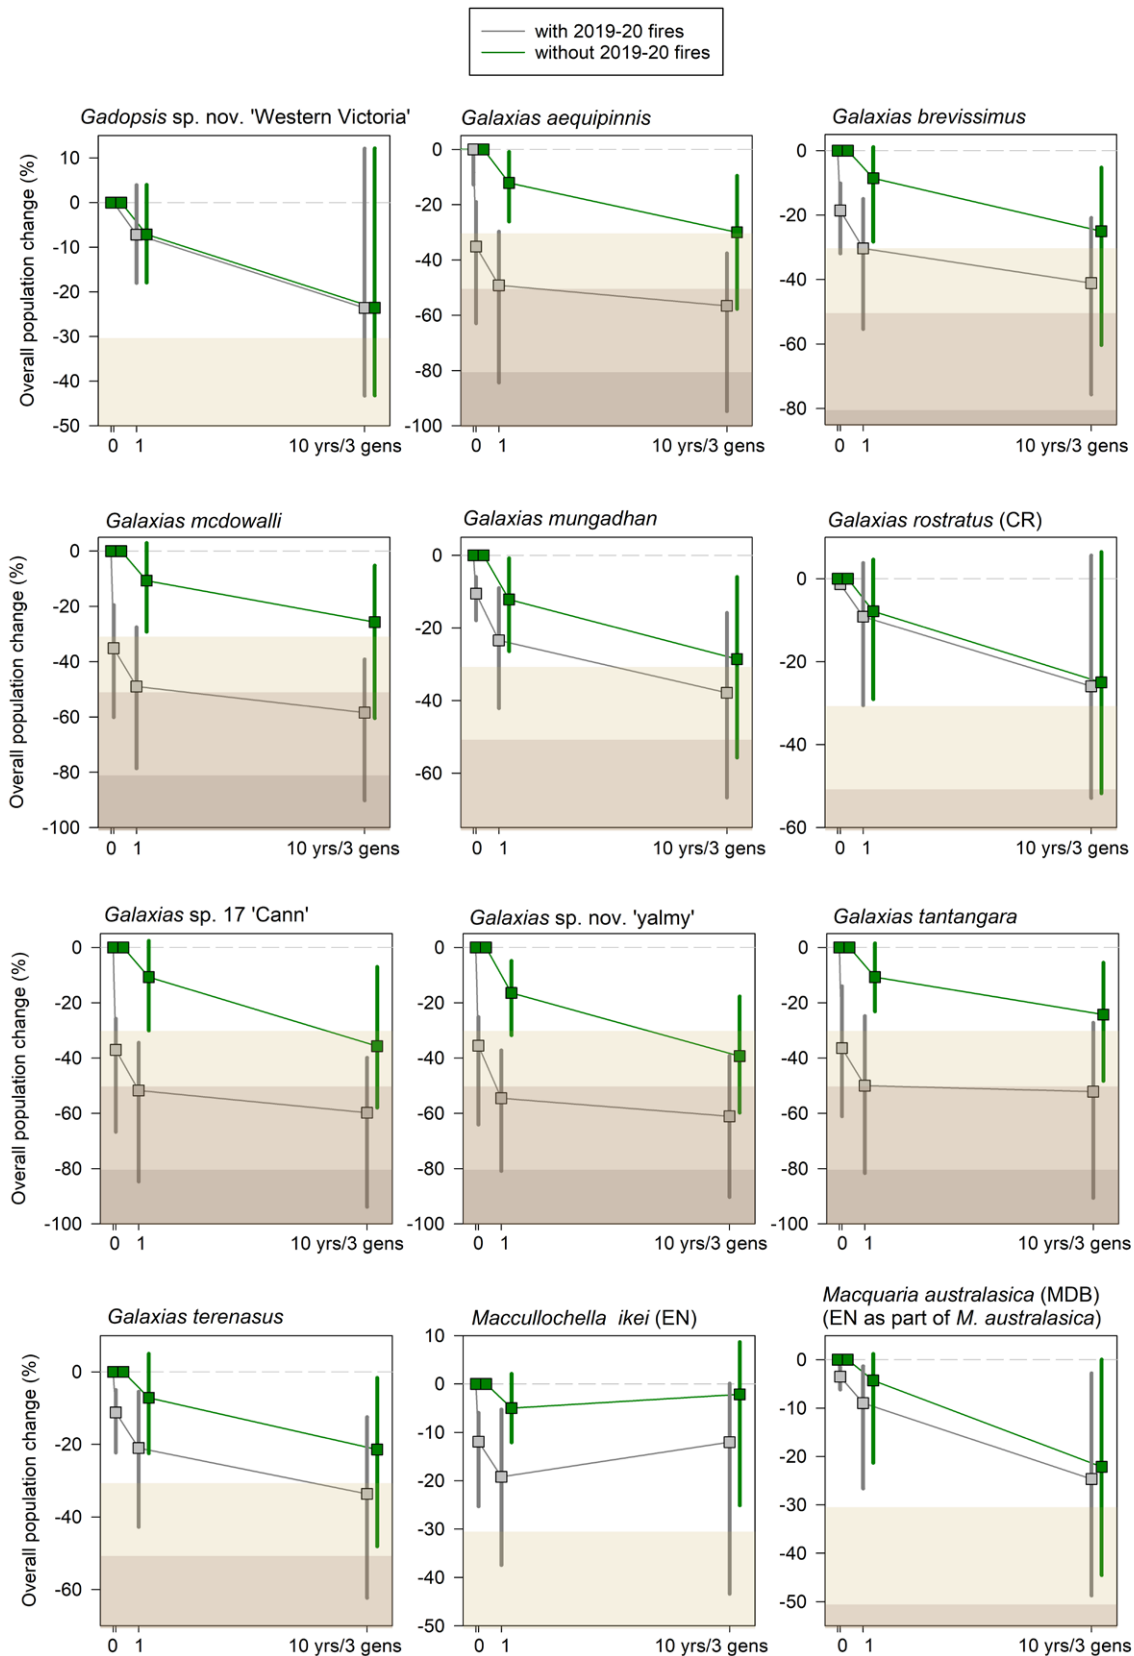 with 2019-20 fires
without 2019-20 fires
Gadopsis sp. nov. 'Western Victoria'
Galaxias aequipinnis
Galaxias brevissimus
Overall population change (%)
10
0
-10
-20
-30
-40
-50
0 1 10 yrs/3 gens
0
-20
-40
-60
-80
-100
0 1 10 yrs/3 gens
0
-20
-40
-60
-80
0 1 10 yrs/3 gens
Galaxias mcdowalli
Galaxias mungadhan
Galaxias rostratus (CR)
Overall population change (%)
0
-20
-40
-60
-80
-100
0 1 10 yrs/3 gens
0
-20
-40
-60
0 1 10 yrs/3 gens
0
-20
-40
-60
0 1 10 yrs/3 gens
Galaxias sp. 17 'Cann'
Galaxias sp. nov. 'yalmy'
Galaxias tantangara
Overall population change (%)
0
-20
-40
-60
-80
-100
0 1 10 yrs/3 gens
0
-20
-40
-60
-80
-100
0 1 10 yrs/3 gens
0
-20
-40
-60
-80
-100
0 1 10 yrs/3 gens
Galaxias terenasus
Maccullochella ikei (EN)
Macquaria australasica (MDB)
(EN as part of M. australasica)
Overall population change (%)
0
-20
-40
-60
0 1 10 yrs/3 gens
10
0
-10
-20
-30
-40
-50
0 1 10 yrs/3 gens
0
-10
-20
-30
-40
-50
0 1 10 yrs/3 gens